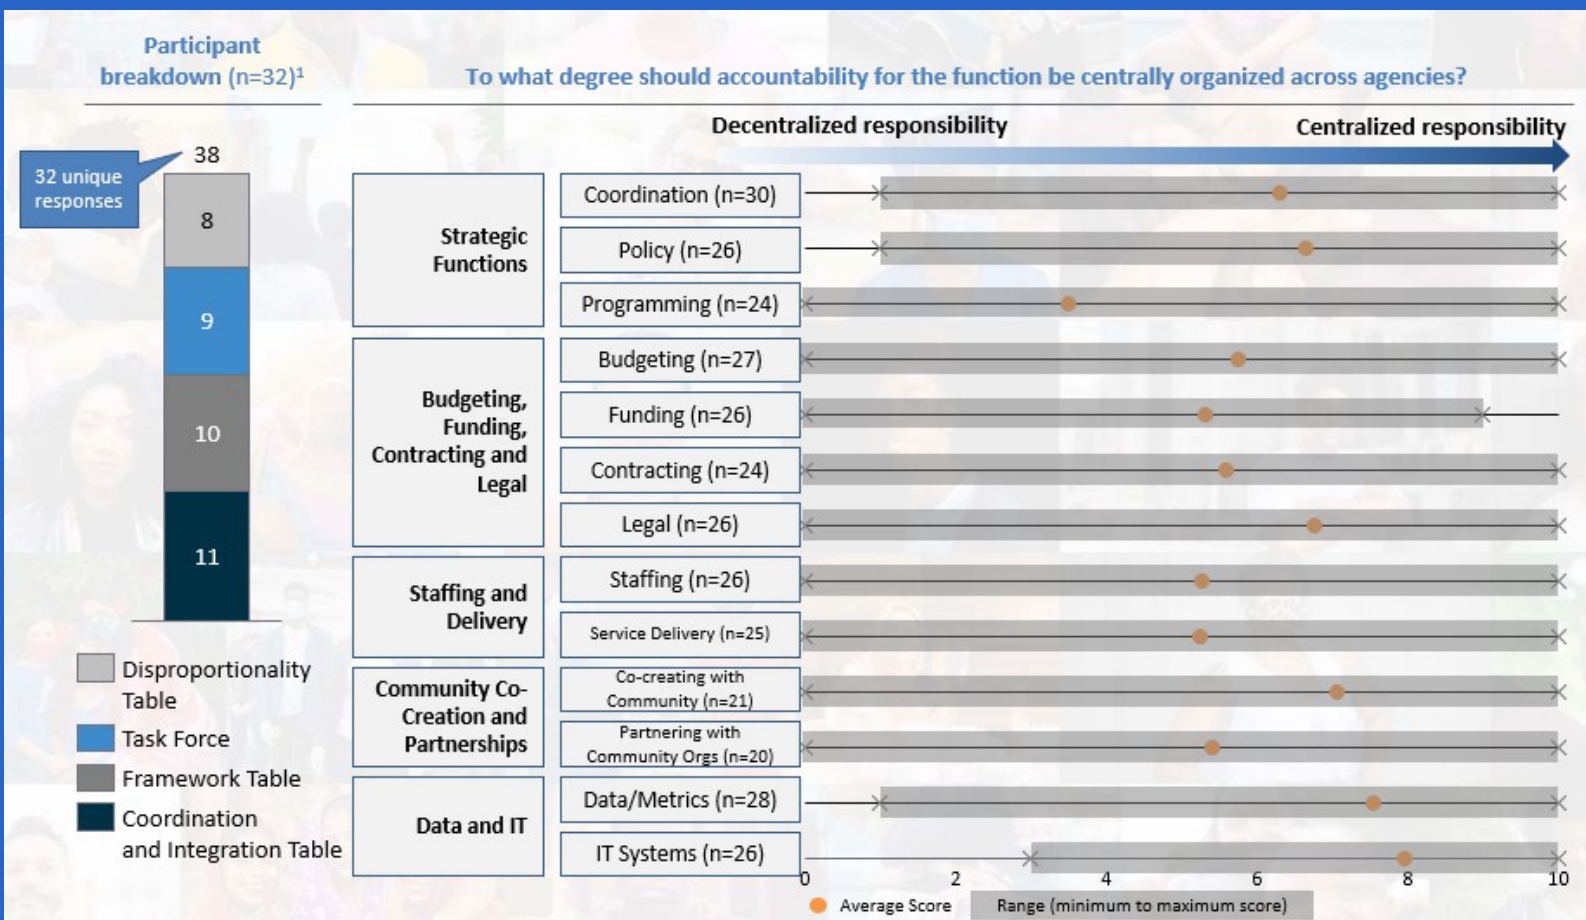 Participant
breakdown (n=32)¹
To what degree should accountability for the function be centrally organized across agencies?
Decentralized responsibility
Centralized responsibility
32 unique
responses
38
8
9
10
11
Disproportionality
Table
Task Force
Framework Table
Coordination
and Integration Table
Strategic
Functions
Coordination (n=30)
Policy (n=26)
Programming (n=24)
Budgeting,
Funding,
Contracting and
Legal
Budgeting (n=27)
Funding (n=26)
Contracting (n=24)
Legal (n=26)
Staffing and
Delivery
Staffing (n=26)
Service Delivery (n=25)
Community Co-
Creation and
Partnerships
Co-creating with
Community (n=21)
Partnering with
Community Orgs (n=20)
Data and IT
Data/Metrics (n=28)
IT Systems (n=26)
0 2 4 6 8 10
Average Score
Range (minimum to maximum score)